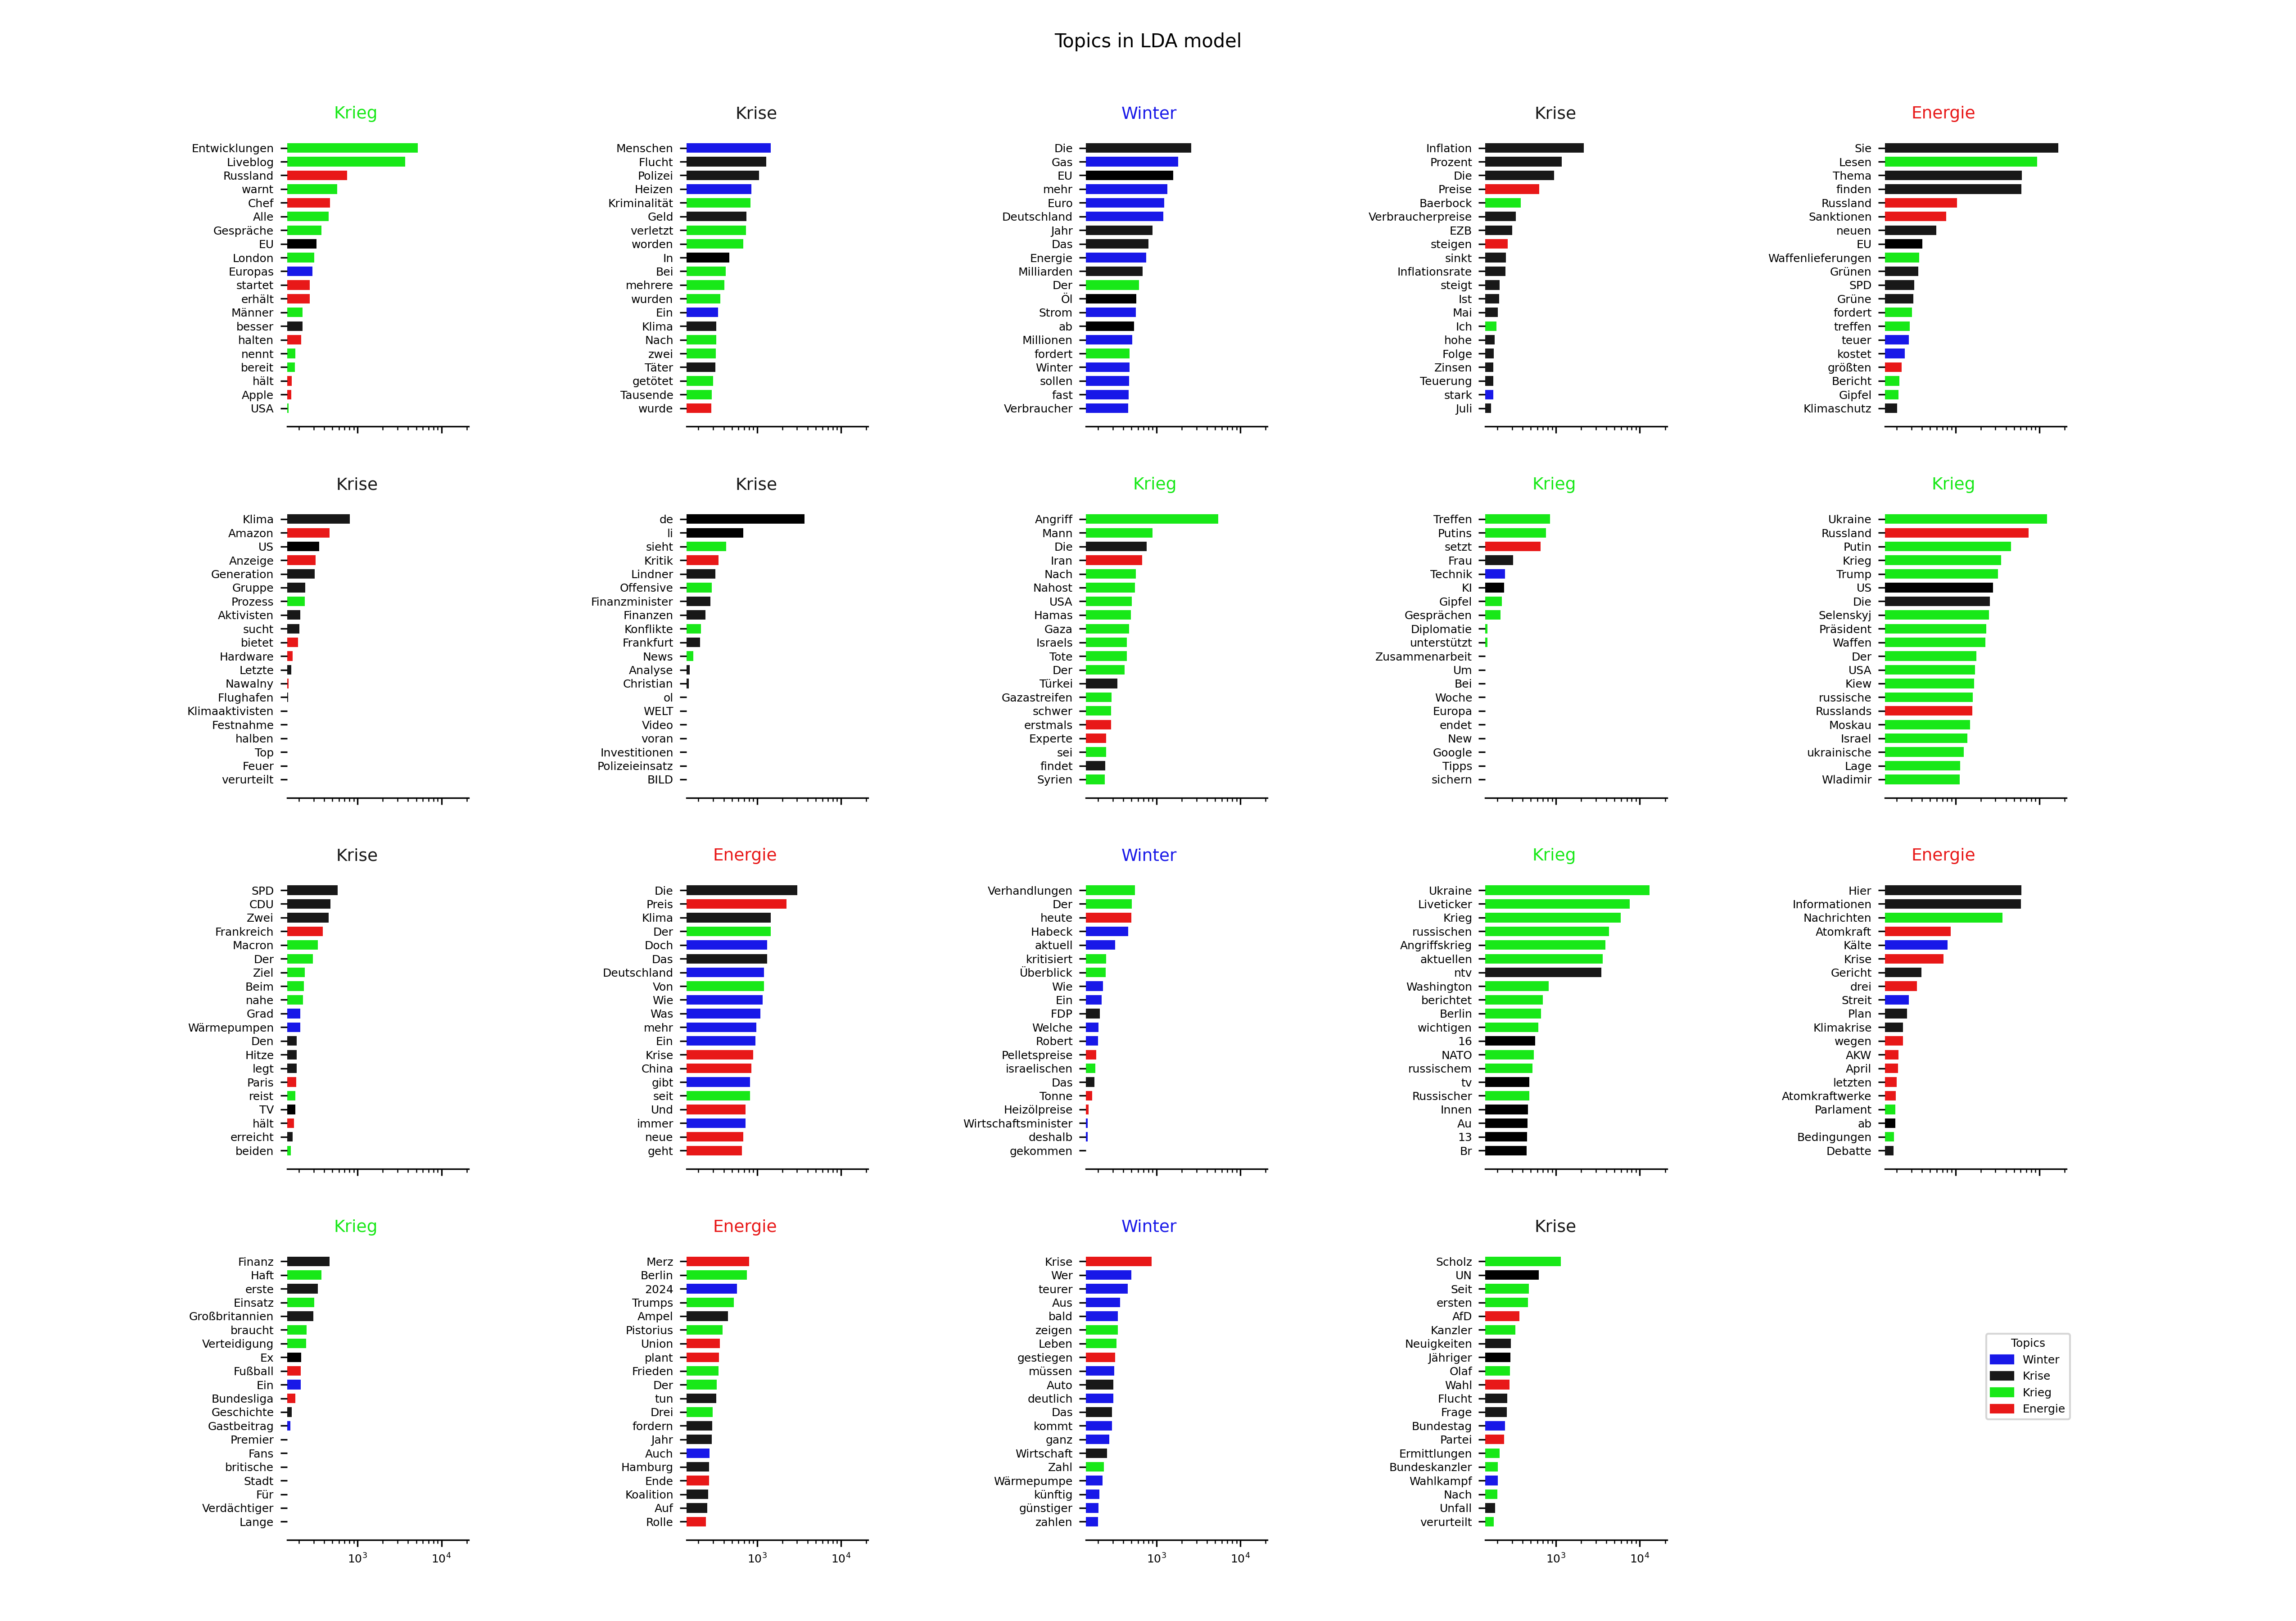 Topics in LDA model
Krieg
Entwicklungen
Liveblog
Russland
warnt
Chef
Alle
Gespräche
EU
London
Europas
startet
erhält
Männer
besser
halten
nennt
bereit
hält
Apple
USA
Krise
Menschen
Flucht
Polizei
Heizen
Kriminalität
Geld
verletzt
worden
In
Bei
mehrere
wurden
Ein
Klima
Nach
zwei
Täter
getötet
Tausende
wurde
Winter
Die
Gas
EU
mehr
Euro
Deutschland
Jahr
Das
Energie
Milliarden
Der
Öl
Strom
ab
Millionen
fordert
Winter
sollen
fast
Verbraucher
Krise
Inflation
Prozent
Die
Preise
Baerbock
Verbraucherpreise
EZB
steigen
sinkt
Inflationsrate
steigt
Ist
Mai
Ich
hohe
Folge
Zinsen
Teuerung
stark
Juli
Energie
Sie
Lesen
Thema
finden
Russland
Sanktionen
neuen
EU
Waffenlieferungen
Grünen
SPD
Grüne
fordert
treffen
teuer
kostet
größten
Bericht
Gipfel
Klimaschutz
Krise
Klima
Amazon
US
Anzeige
Generation
Gruppe
Prozess
Aktivisten
sucht
bietet
Hardware
Letzte
Nawalny
Flughafen
Klimaaktivisten
Festnahme
halben
Top
Feuer
verurteilt
Krise
de
li
sieht
Kritik
Lindner
Offensive
Finanzminister
Finanzen
Konflikte
Frankfurt
News
Analyse
Christian
ol
WELT
Video
voran
Investitionen
Polizeieinsatz
BILD
Krieg
Angriff
Mann
Die
Iran
Nach
Nahost
USA
Hamas
Gaza
Israels
Tote
Der
Türkei
Gazastreifen
schwer
erstmals
Experte
sei
findet
Syrien
Krieg
Treffen
Putins
setzt
Frau
Technik
KI
Gipfel
Gesprächen
Diplomatie
unterstützt
Zusammenarbeit
Um
Bei
Woche
Europa
endet
New
Google
Tipps
sichern
Krieg
Ukraine
Russland
Putin
Krieg
Trump
US
Die
Selenskyj
Präsident
Waffen
Der
USA
Kiew
russische
Russlands
Moskau
Israel
ukrainische
Lage
Wladimir
Krise
SPD
CDU
Zwei
Frankreich
Macron
Der
Ziel
Beim
nahe
Grad
Wärmepumpen
Den
Hitze
legt
Paris
reist
TV
hält
erreicht
beiden
Energie
Die
Preis
Klima
Der
Doch
Das
Deutschland
Von
Wie
Was
mehr
Ein
Krise
China
gibt
seit
Und
immer
neue
geht
Winter
Verhandlungen
Der
heute
Habeck
aktuell
kritisiert
Überblick
Wie
Ein
FDP
Welche
Robert
Pelletspreise
israelischen
Das
Tonne
Heizölpreise
Wirtschaftsminister
deshalb
gekommen
Krieg
Ukraine
Liveticker
Krieg
russischen
Angriffskrieg
aktuellen
ntv
Washington
berichtet
Berlin
wichtigen
16
NATO
russischem
tv
Russischer
Innen
Au
13
Br
Energie
Hier
Informationen
Nachrichten
Atomkraft
Kälte
Krise
Gericht
drei
Streit
Plan
Klimakrise
wegen
AKW
April
letzten
Atomkraftwerke
Parlament
ab
Bedingungen
Debatte
Krieg
Finanz
Haft
erste
Einsatz
Großbritannien
braucht
Verteidigung
Ex
Fußball
Ein
Bundesliga
Geschichte
Gastbeitrag
Premier
Fans
britische
Stadt
Für
Verdächtiger
Lange
10³ 10⁴
Energie
Merz
Berlin
2024
Trumps
Ampel
Pistorius
Union
plant
Frieden
Der
tun
Drei
fordern
Jahr
Auch
Hamburg
Ende
Koalition
Auf
Rolle
10³ 10⁴
Winter
Krise
Wer
teurer
Aus
bald
zeigen
Leben
gestiegen
müssen
Auto
deutlich
Das
kommt
ganz
Wirtschaft
Zahl
Wärmepumpe
künftig
günstiger
zahlen
10³ 10⁴
Krise
Scholz
UN
Seit
ersten
AfD
Kanzler
Neuigkeiten
Jähriger
Olaf
Wahl
Flucht
Frage
Bundestag
Partei
Ermittlungen
Bundeskanzler
Wahlkampf
Nach
Unfall
verurteilt
10³ 10⁴
Topics
Winter
Krise
Krieg
Energie